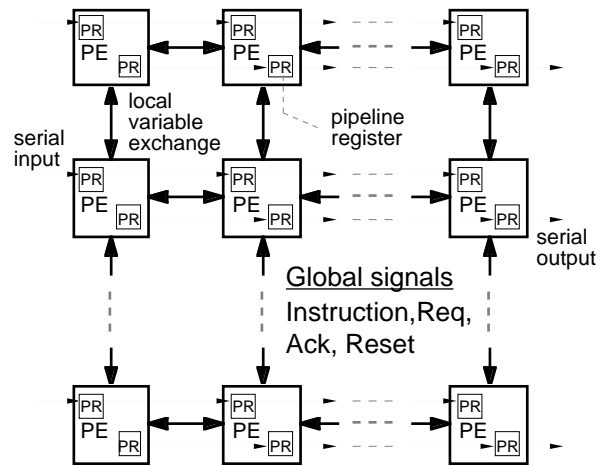 PR PR PR
PE PE PE
PR PR PR
local
variable
exchange
pipeline
register
serial
input
PR PR PR
PE PE PE
PR PR PR
serial
output
Global signals
Instruction,Req,
Ack, Reset
PR PR PR
PE PE PE
PR PR PR